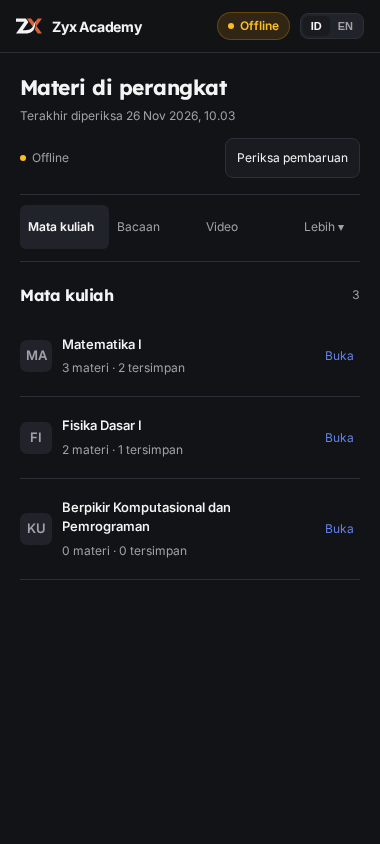 ZX Zyx Academy
Offline
ID EN
Materi di perangkat
Terakhir diperiksa 26 Nov 2026, 10.03
Offline
Periksa pembaruan
Mata kuliah
Bacaan
Video
Lebih ▾
Mata kuliah
3
MA
Matematika I
3 materi · 2 tersimpan
Buka
FI
Fisika Dasar I
2 materi · 1 tersimpan
Buka
KU
Berpikir Komputasional dan
Pemrograman
0 materi · 0 tersimpan
Buka